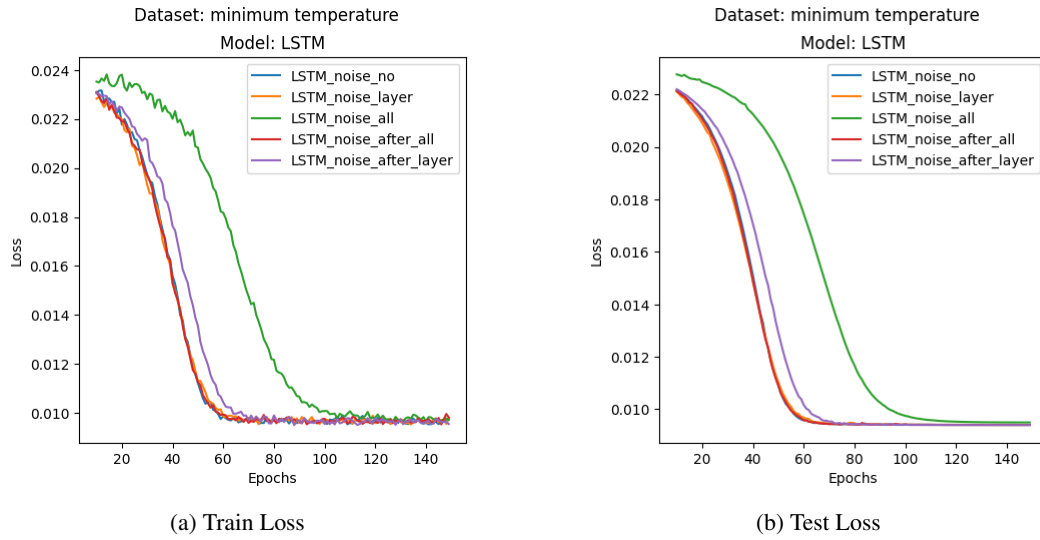 Dataset: minimum temperature
Model: LSTM
0.024
0.022
0.020
0.018
0.016
0.014
0.012
0.010
Loss
20 40 60 80 100 120 140
Epochs
LSTM_noise_no
LSTM_noise_layer
LSTM_noise_all
LSTM_noise_after_all
LSTM_noise_after_layer
(a) Train Loss
Dataset: minimum temperature
Model: LSTM
0.022
0.020
0.018
0.016
0.014
0.012
0.010
Loss
20 40 60 80 100 120 140
Epochs
LSTM_noise_no
LSTM_noise_layer
LSTM_noise_all
LSTM_noise_after_all
LSTM_noise_after_layer
(b) Test Loss